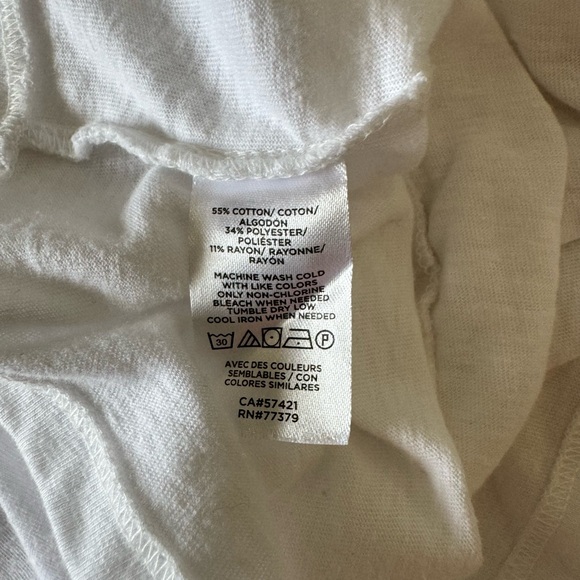 55% COTTON/ COTON/
ALGODÓN
34% POLYESTER/
POLIÉSTER
11% RAYON/ RAYONNE/
RAYÓN
MACHINE WASH COLD
WITH LIKE COLORS
ONLY NON-CHLORINE
BLEACH WHEN NEEDED
TUMBLE DRY LOW
COOL IRON WHEN NEEDED
30 P
AVEC DES COULEURS
SEMBLABLES / CON
COLORES SIMILARES
CA#57421
RN#77379